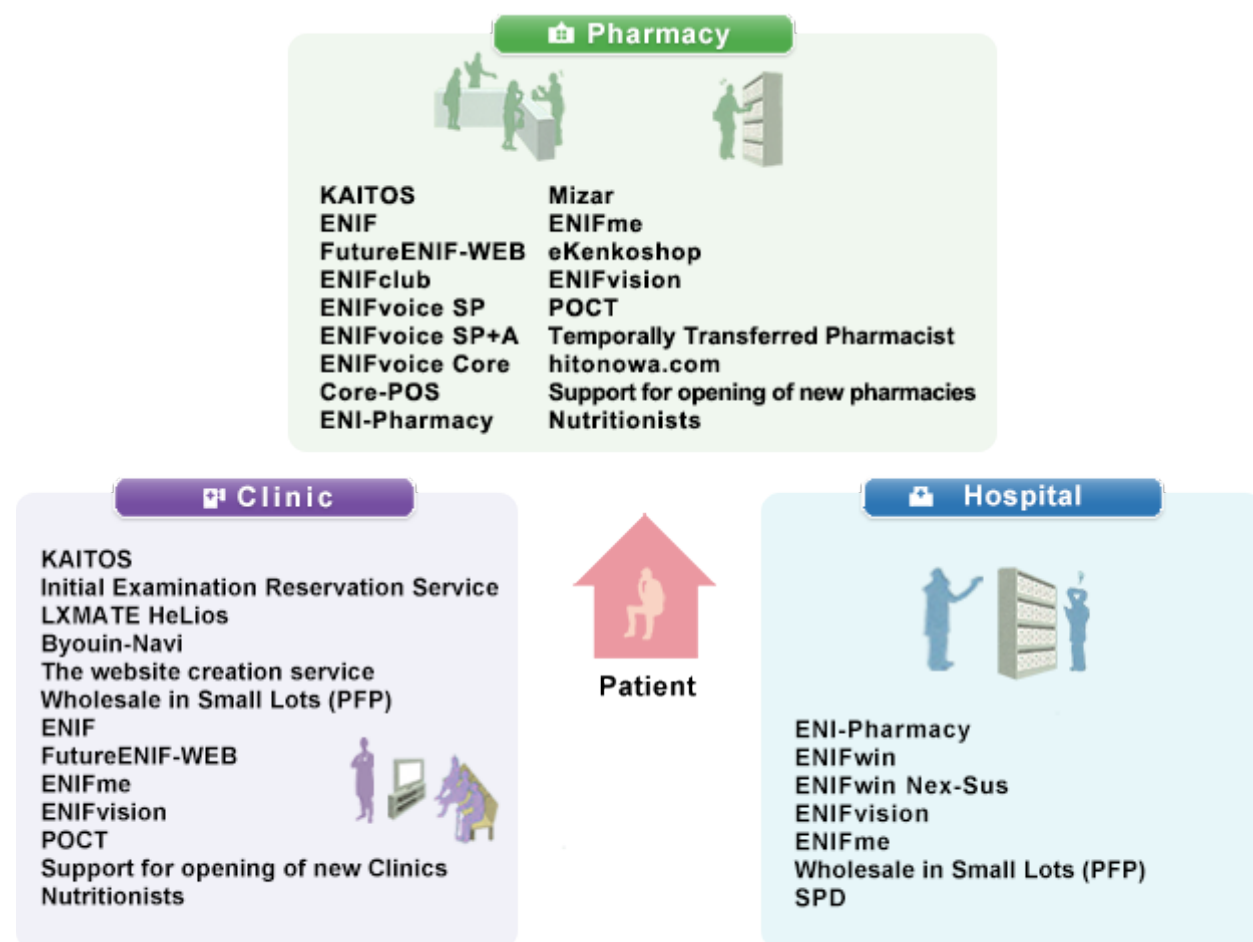 Pharmacy
KAITOS
ENIF
FutureENIF-WEB
ENIFclub
ENIFvoice SP
ENIFvoice SP+A
ENIFvoice Core
Core-POS
ENI-Pharmacy
Mizar
ENIFme
eKenkoshop
ENIFvision
POCT
Temporally Transferred Pharmacist
hitonowa.com
Support for opening of new pharmacies
Nutritionists
Clinic
KAITOS
Initial Examination Reservation Service
LXMATE HeLios
Byouin-Navi
The website creation service
Wholesale in Small Lots (PFP)
ENIF
FutureENIF-WEB
ENIFme
ENIFvision
POCT
Support for opening of new Clinics
Nutritionists
Patient
Hospital
ENI-Pharmacy
ENIFwin
ENIFwin Nex-Sus
ENIFvision
ENIFme
Wholesale in Small Lots (PFP)
SPD